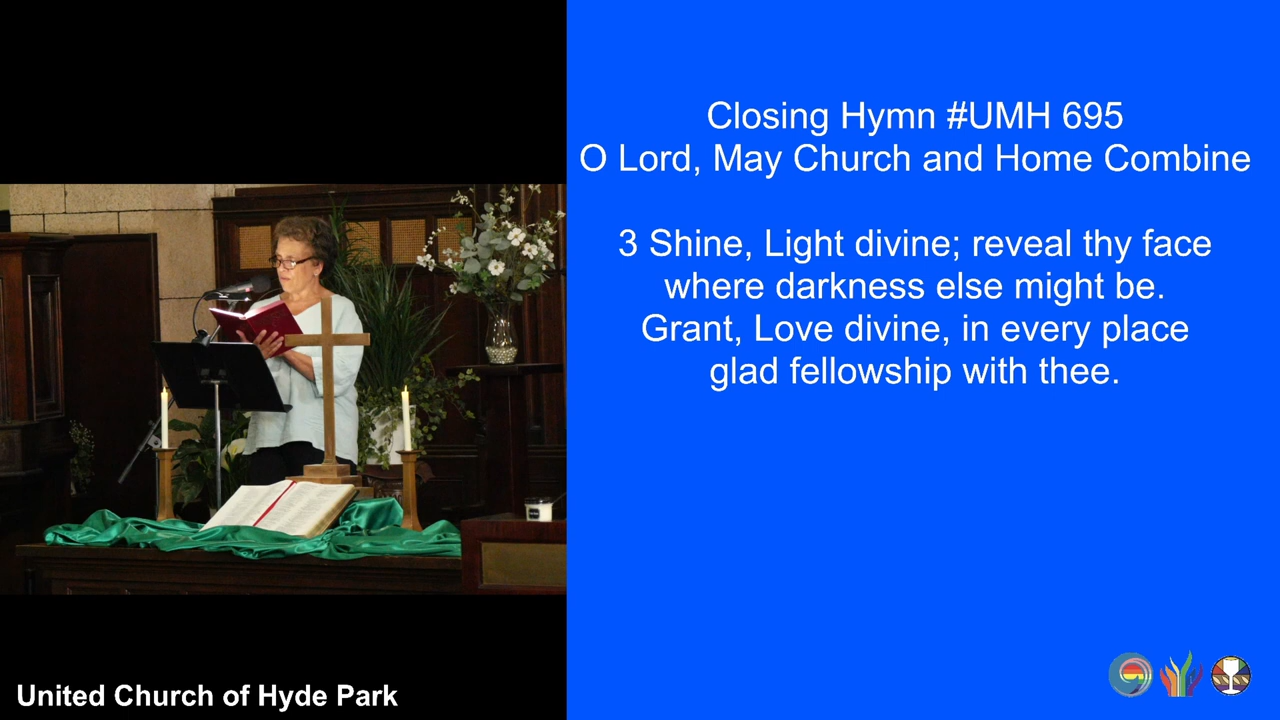 Closing Hymn #UMH 695
O Lord, May Church and Home Combine
3 Shine, Light divine; reveal thy face
where darkness else might be.
Grant, Love divine, in every place
glad fellowship with thee.
United Church of Hyde Park